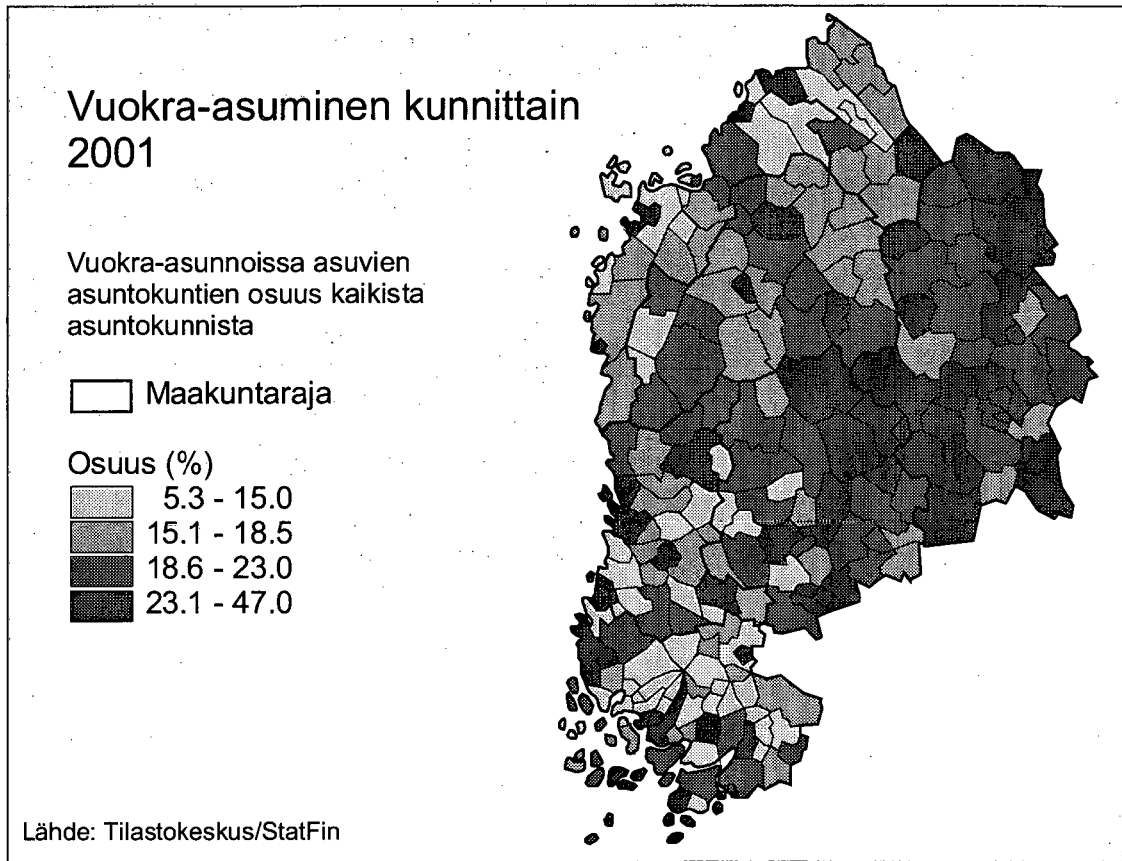 Vuokra-asuminen kunnittain
2001
Vuokra-asunnoissa asuvien
asuntokuntien osuus kaikista
asuntokunnista
Maakuntaraja
Osuus (%)
5.3 - 15.0
15.1 - 18.5
18.6 - 23.0
23.1 - 47.0
Lähde: Tilastokeskus/StatFin